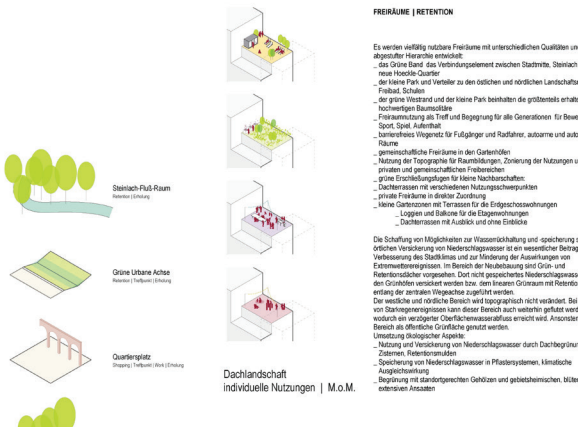 Steinlach-Fluß-Raum
Retention | Erholung
Grüne Urbane Achse
Retention | Treffpunkt | Erholung
Quartiersplatz
Shopping | Treffpunkt | Work | Erholung
Dachlandschaft
individuelle Nutzungen | M.o.M.
FREIRÄUME | RETENTION
Es werden vielfältig nutzbare Freiräume mit unterschiedlichen Qualitäten un
abgestufter Hierarchie entwickelt:
_ das Grüne Band das Verbindungselement zwischen Stadtmitte, Steinlach
neue Hoeckle-Quartier
_ der kleine Park und Verteiler zu den östlichen und nördlichen Landschafts
Freibad, Schulen
_ der grüne Westrand und der kleine Park beinhalten die größtenteils erhalte
hochwertigen Baumsolitäre
_ Freiraumnutzung als Treff und Begegnung für alle Generationen für Bewe
Sport, Spiel, Aufenthalt
_ barrierefreies Wegenetz für Fußgänger und Radfahrer, autoarme und auto
Räume
_ gemeinschaftliche Freiräume in den Gartenhöfen
_ Nutzung der Topographie für Raumbildungen, Zonierung der Nutzungen u
privaten und gemeinschaftlichen Freibereichen
_ grüne Erschließungsfugen für kleine Nachbarschaften:
_ Dachterrassen mit verschiedenen Nutzungsschwerpunkten
_ private Freiräume in direkter Zuordnung
_ kleine Gartenzonen mit Terrassen für die Erdgeschosswohnungen
_ Loggien und Balkone für die Etagenwohnungen
_ Dachterrassen mit Ausblick und ohne Einblicke
Die Schaffung von Möglichkeiten zur Wasserrückhaltung und -speicherung s
örtlichen Versickerung von Niederschlagswasser ist ein wesentlicher Beitrag
Verbesserung des Stadtklimas und zur Minderung der Auswirkungen von
Extremwetterereignissen. Im Bereich der Neubebauung sind Grün- und
Retentionsdächer vorgesehen. Dort nicht gespeichertes Niederschlagswasse
den Grünhöfen versickert werden bzw. dem linearen Grünraum mit Retentio
entlang der zentralen Wegeachse zugeführt werden.
Der westliche und nördliche Bereich wird topographisch nicht verändert. Bei
von Starkregenereignissen kann dieser Bereich auch weiterhin geflutet werd
wodurch ein verzögerter Oberflächenwasserabfluss erreicht wird. Ansonsten
Bereich als öffentliche Grünfläche genutzt werden.
Umsetzung ökologischer Aspekte:
_ Nutzung und Versickerung von Niederschlagswasser durch Dachbegrünun
Zisternen, Retentionsmulden
_ Speicherung von Niederschlagswasser in Pflastersystemen, klimatische
Ausgleichswirkung
_ Begrünung mit standortgerechten Gehölzen und gebietsheimischen, blüten
extensiven Ansaaten